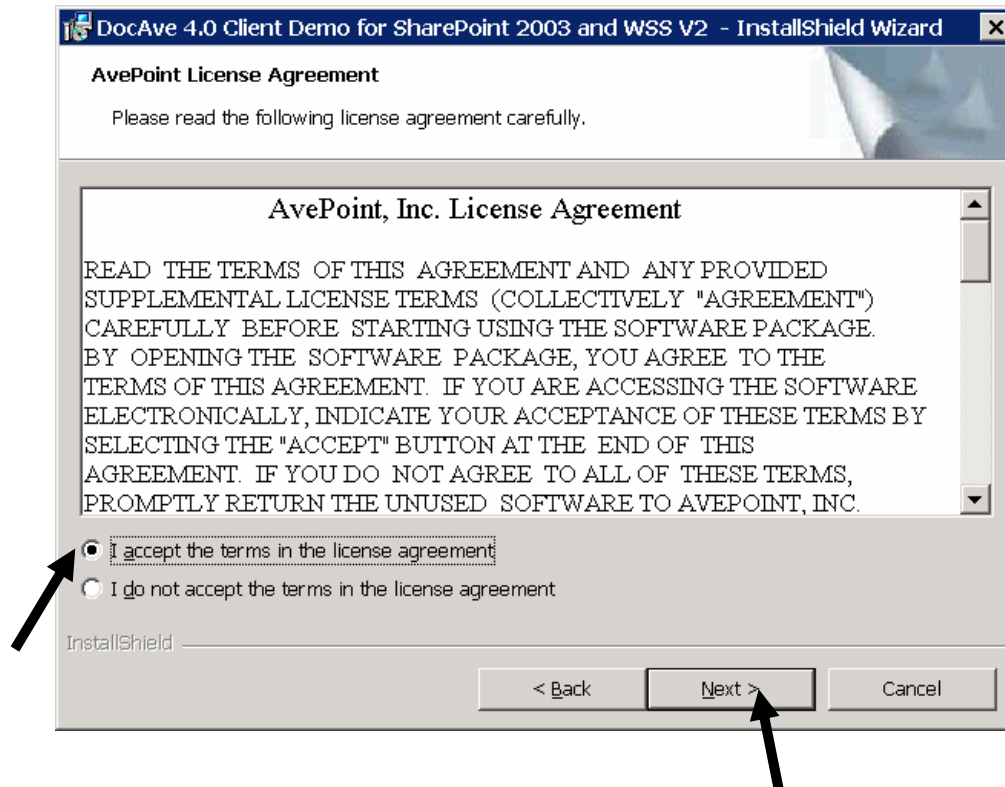 DocAve 4.0 Client Demo for SharePoint 2003 and WSS V2 - InstallShield Wizard
AvePoint License Agreement
Please read the following license agreement carefully.
AvePoint, Inc. License Agreement
READ THE TERMS OF THIS AGREEMENT AND ANY PROVIDED
SUPPLEMENTAL LICENSE TERMS (COLLECTIVELY "AGREEMENT")
CAREFULLY BEFORE STARTING USING THE SOFTWARE PACKAGE.
BY OPENING THE SOFTWARE PACKAGE, YOU AGREE TO THE
TERMS OF THIS AGREEMENT. IF YOU ARE ACCESSING THE SOFTWARE
ELECTRONICALLY, INDICATE YOUR ACCEPTANCE OF THESE TERMS BY
SELECTING THE "ACCEPT" BUTTON AT THE END OF THIS
AGREEMENT. IF YOU DO NOT AGREE TO ALL OF THESE TERMS,
PROMPTLY RETURN THE UNUSED SOFTWARE TO AVEPOINT, INC.
I accept the terms in the license agreement
I do not accept the terms in the license agreement
InstallShield
< Back Next > Cancel